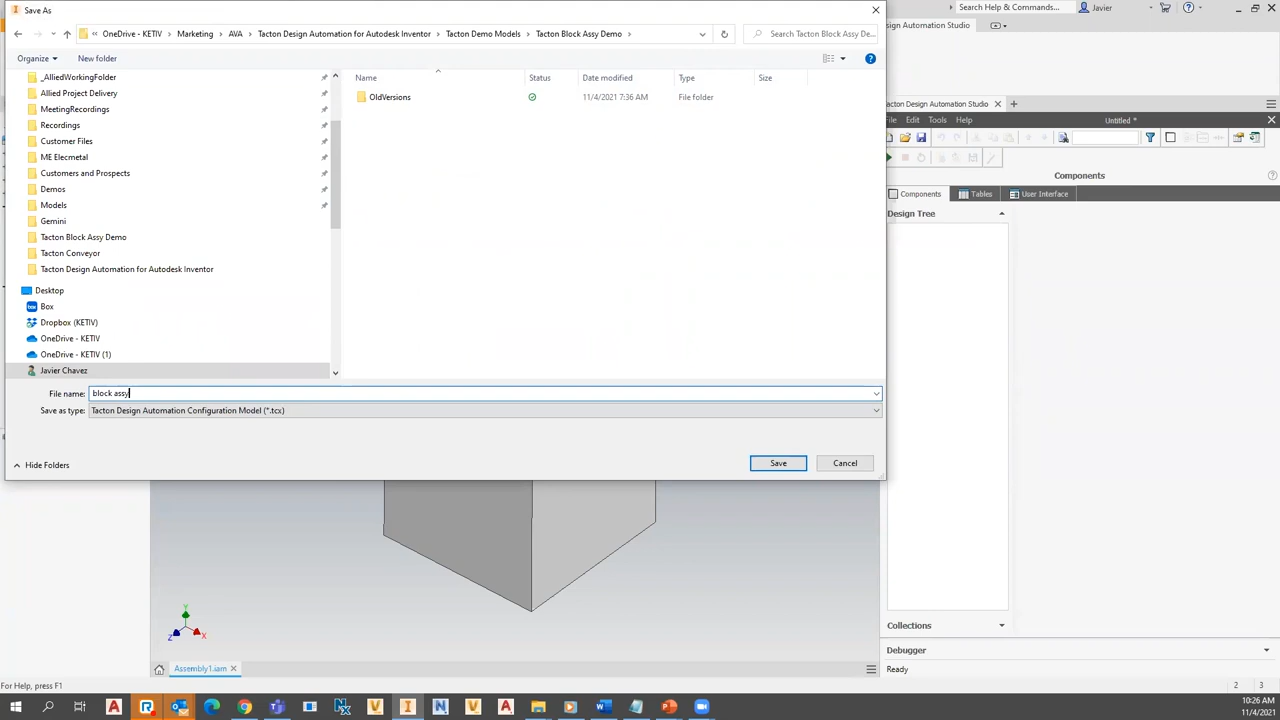 Save As
Search Help & Commands...
Javier
« OneDrive - KETIV › Marketing › AVA › Tacton Design Automation for Autodesk Inventor › Tacton Demo Models › Tacton Block Assy Demo ›
Search Tacton Block Assy De...
sign Automation Studio
Organize
New folder
Name
Status
Date modified
Type
Size
OldVersions
11/4/2021 7:36 AM
File folder
_AlliedWorkingFolder
Allied Project Delivery
MeetingRecordings
Recordings
Customer Files
ME Elecmetal
Customers and Prospects
Demos
Models
Gemini
Tacton Block Assy Demo
Tacton Conveyor
Tacton Design Automation for Autodesk Inventor
Desktop
Box
Dropbox (KETIV)
OneDrive - KETIV
OneDrive - KETIV (1)
Javier Chavez
File name: block assy
Save as type: Tacton Design Automation Configuration Model (*.tcx)
Hide Folders
Save
Cancel
acton Design Automation Studio
File Edit Tools Help
Untitled *
Components
Components
Tables
User Interface
Design Tree
Collections
Debugger
Ready
Y
Z
X
Assembly1.iam
For Help, press F1
2
3
10:26 AM
11/4/2021